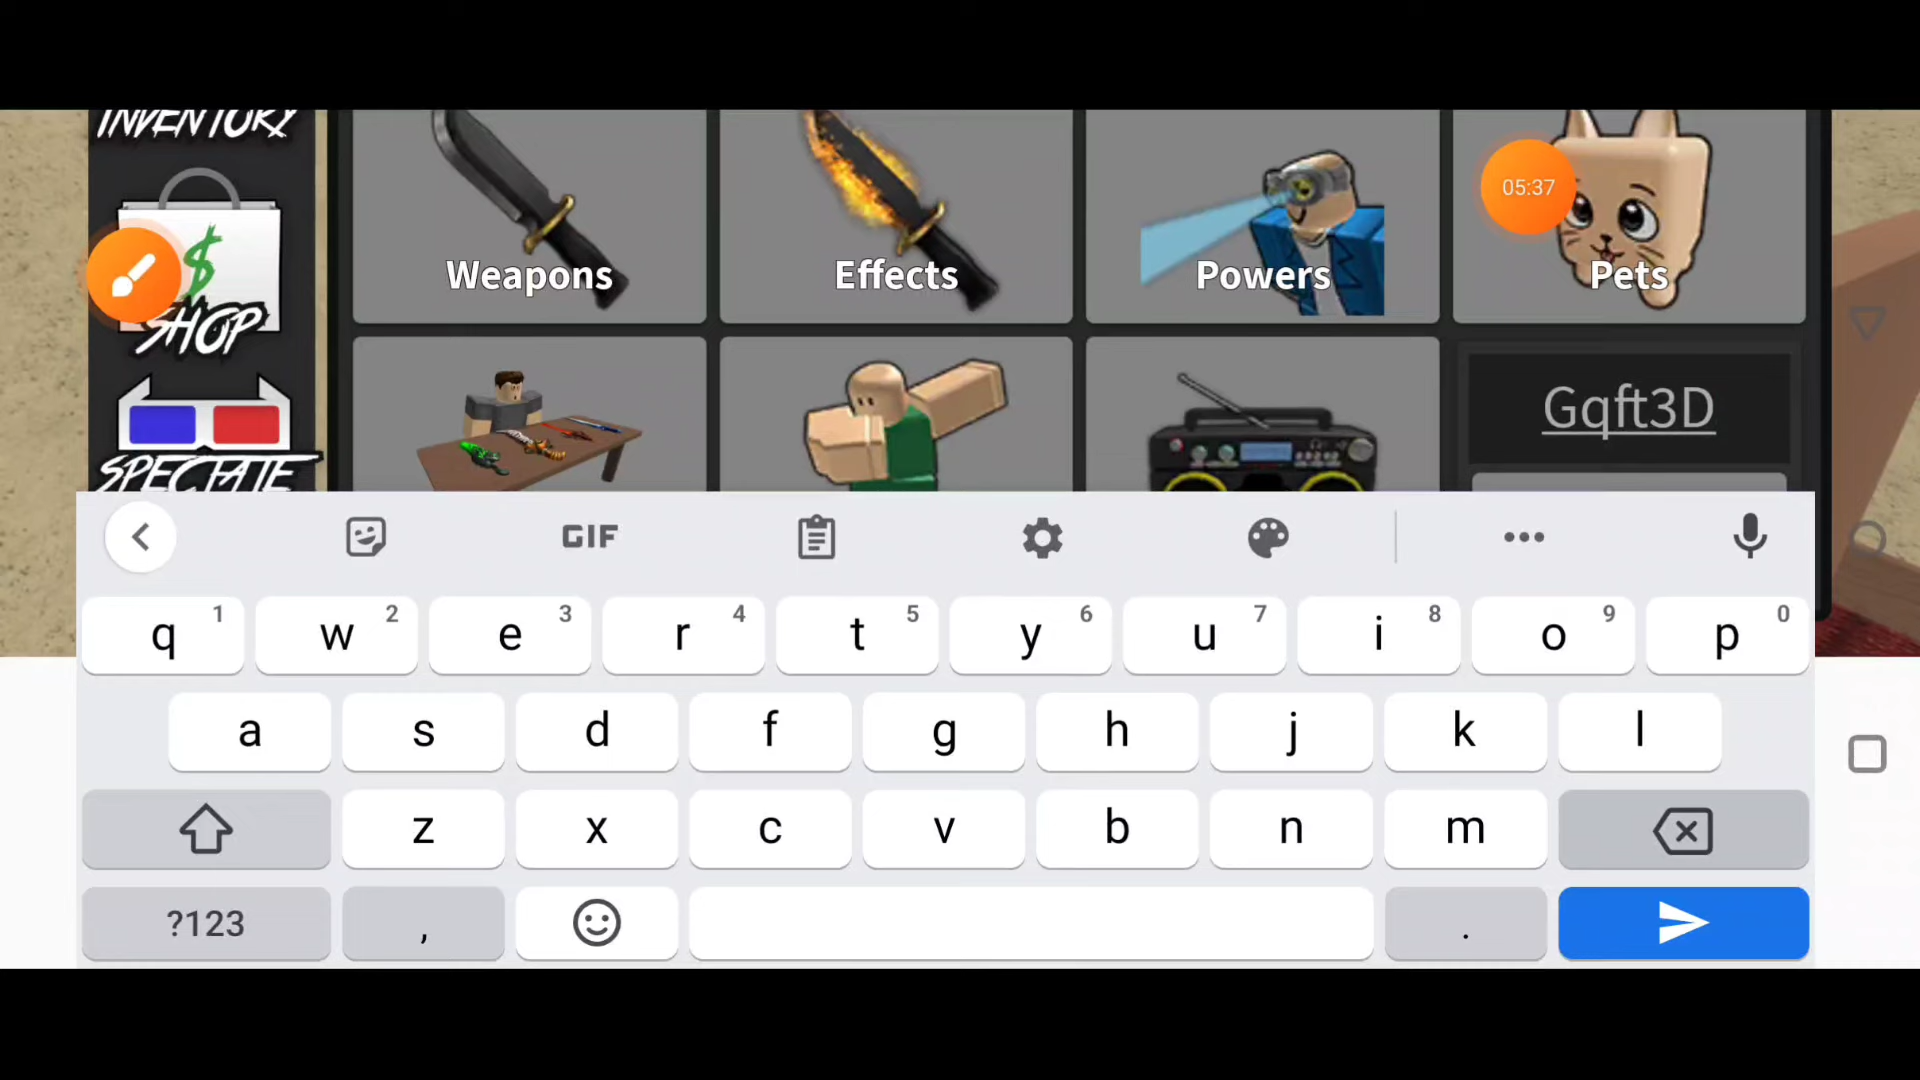 INVENTORY
$
SHOP
SPECTATE
Weapons
Effects
Powers
Pets
05:37
Gqft3D
GIF
q 1 w 2 e 3 r 4 t 5 y 6 u 7 i 8 o 9 p 0
a s d f g h j k l
z x c v b n m
?123 , .